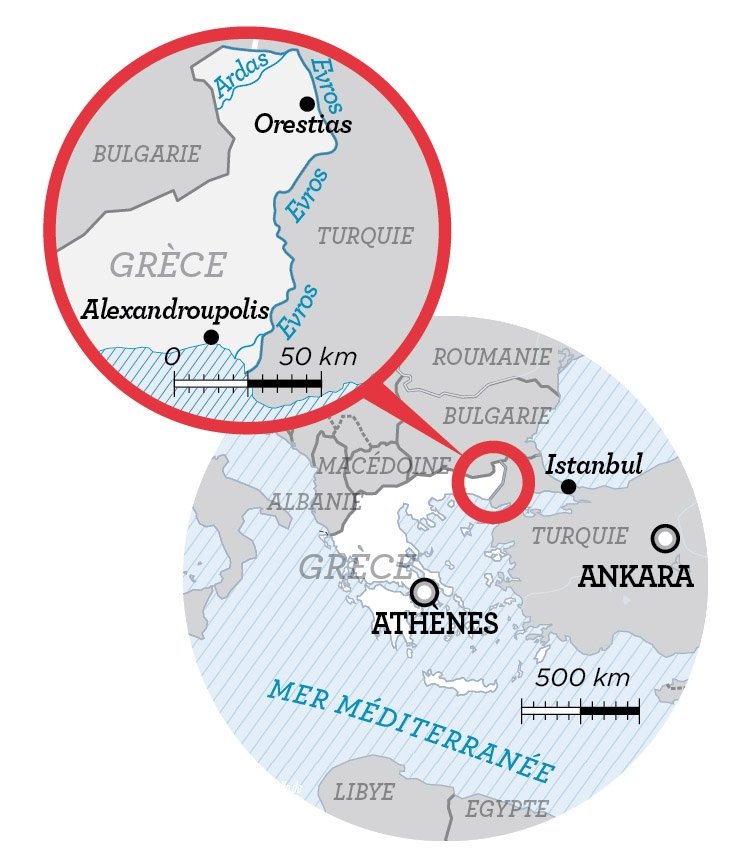 Ardas
Evros
Orestias
BULGARIE
Evros
TURQUIE
GRÈCE
Alexandroupolis
Evros
0
50 km
ROUMANIE
BULGARIE
MACÉDOINE
Istanbul
ALBANIE
TURQUIE
GRÈCE
ANKARA
ATHÈNES
500 km
MER MÉDITERRANÉE
LIBYE
EGYPTE